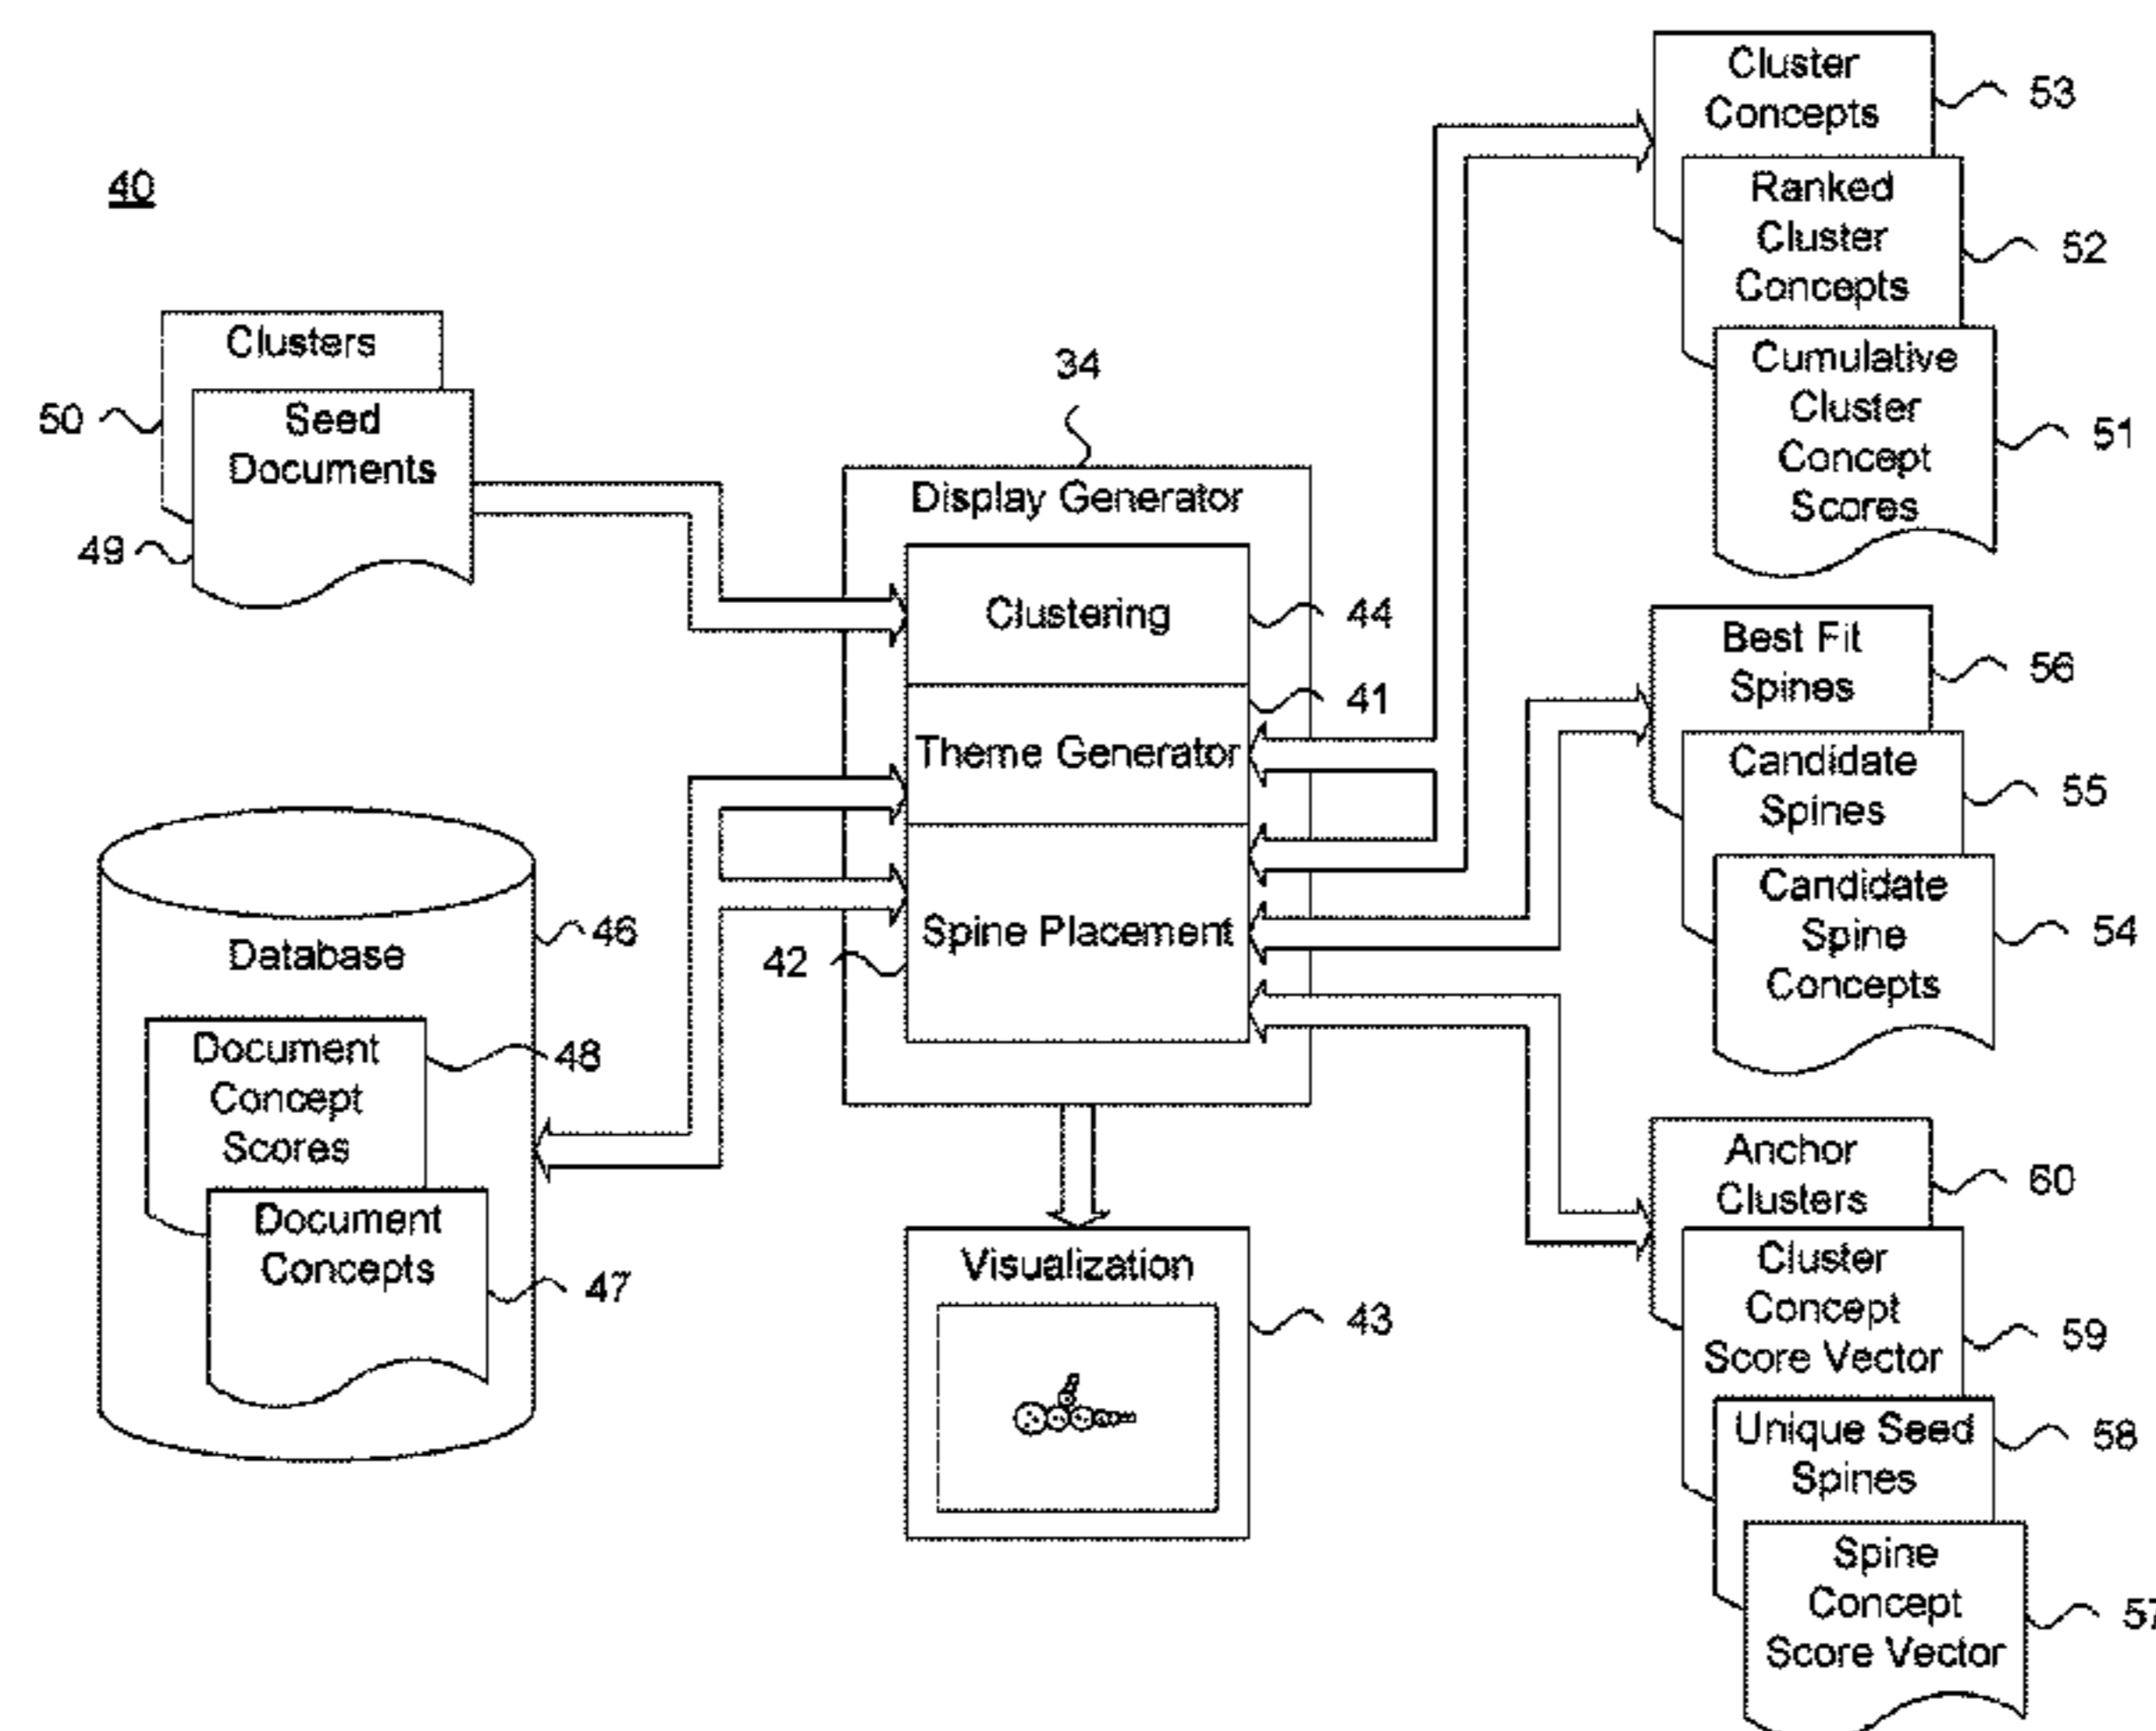 40
Clusters
50
Seed
Documents
49
Database
46
Document
Concept
Scores
48
Document
Concepts
47
34
Display Generator
Clustering
44
41
Theme Generator
Spine Placement
42
Visualization
43
Cluster
Concepts
53
Ranked
Cluster
Concepts
52
Cumulative
Cluster
Concept
Scores
51
Best Fit
Spines
56
Candidate
Spines
55
Candidate
Spine
Concepts
54
Anchor
Clusters
60
Cluster
Concept
Score Vector
59
Unique Seed
Spines
58
Spine
Concept
Score Vector
57